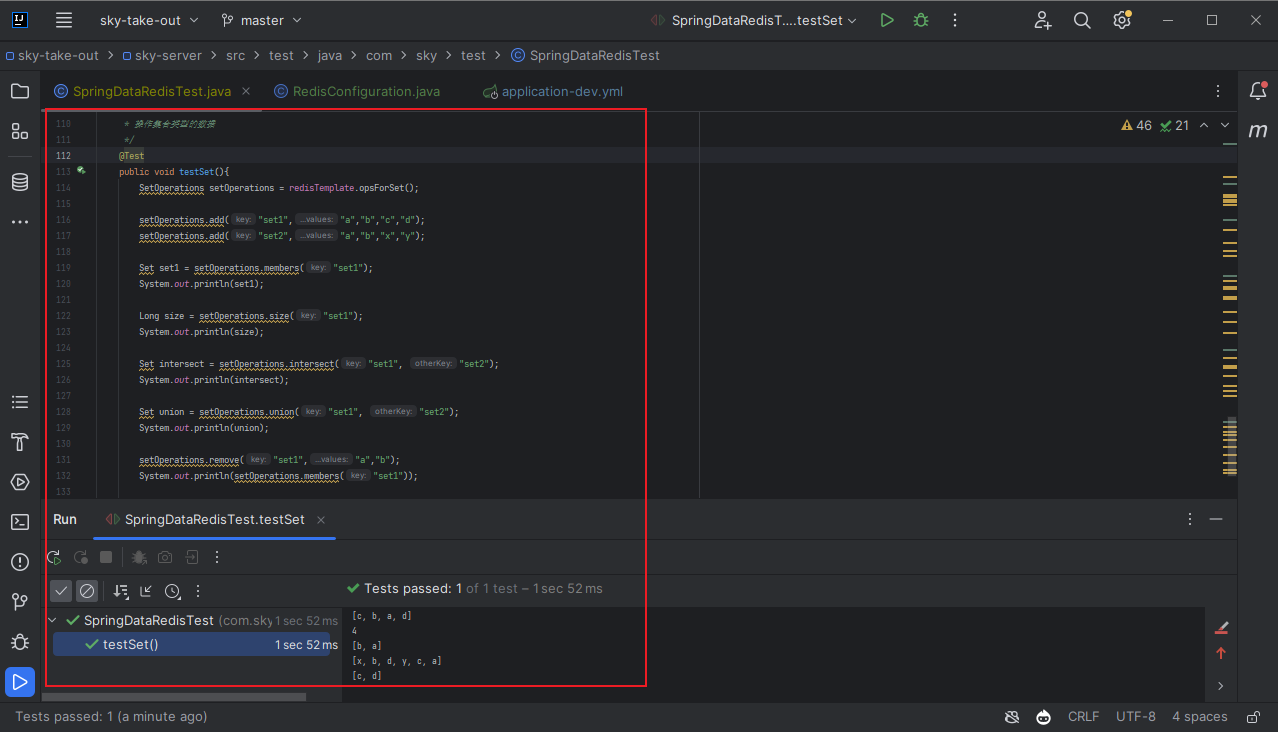 sky-take-out
master
SpringDataRedisT....testSet
sky-take-out > sky-server > src > test > java > com > sky > test > SpringDataRedisTest
SpringDataRedisTest.java
RedisConfiguration.java
application-dev.yml
46 21
110 * 操作集合类型的数据
111 */
112 @Test
113 public void testSet(){
114 SetOperations setOperations = redisTemplate.opsForSet();
115
116 setOperations.add( key: "set1", ...values: "a","b","c","d");
117 setOperations.add( key: "set2", ...values: "a","b","x","y");
118
119 Set set1 = setOperations.members( key: "set1");
120 System.out.println(set1);
121
122 Long size = setOperations.size( key: "set1");
123 System.out.println(size);
124
125 Set intersect = setOperations.intersect( key: "set1", otherKey: "set2");
126 System.out.println(intersect);
127
128 Set union = setOperations.union( key: "set1", otherKey: "set2");
129 System.out.println(union);
130
131 setOperations.remove( key: "set1", ...values: "a","b");
132 System.out.println(setOperations.members( key: "set1"));
133
Run
SpringDataRedisTest.testSet
Tests passed: 1 of 1 test – 1 sec 52 ms
SpringDataRedisTest (com.sky 1 sec 52 ms
testSet() 1 sec 52 ms
[c, b, a, d]
4
[b, a]
[x, b, d, y, c, a]
[c, d]
Tests passed: 1 (a minute ago)
CRLF UTF-8 4 spaces